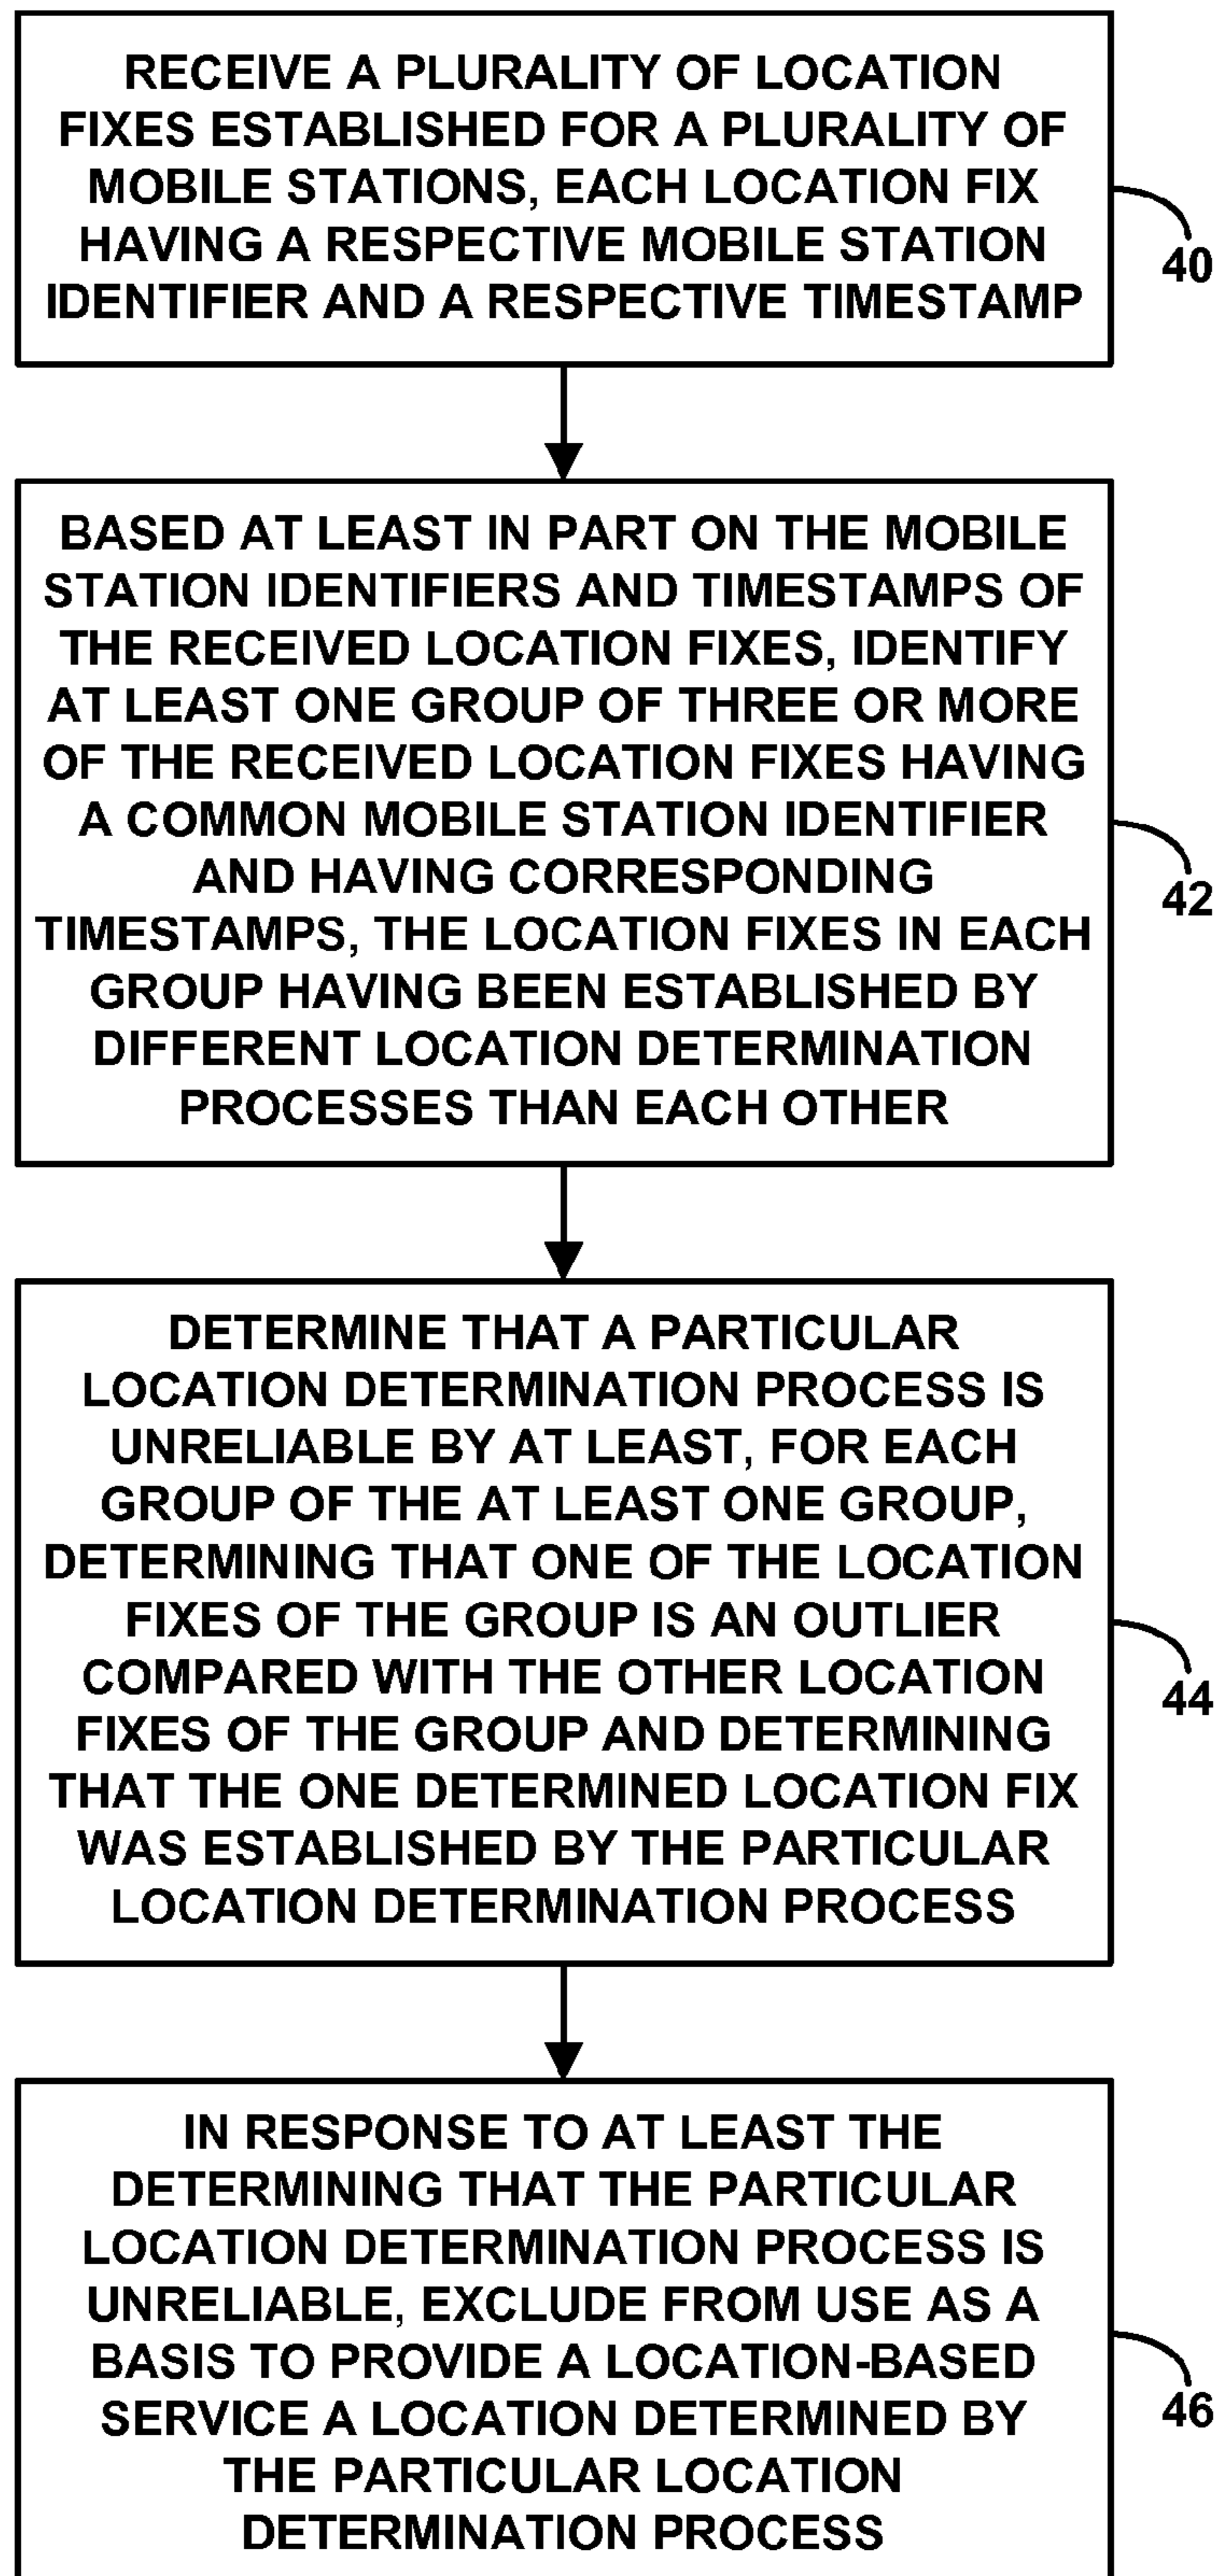 RECEIVE A PLURALITY OF LOCATION
FIXES ESTABLISHED FOR A PLURALITY OF
MOBILE STATIONS, EACH LOCATION FIX
HAVING A RESPECTIVE MOBILE STATION
IDENTIFIER AND A RESPECTIVE TIMESTAMP
40
BASED AT LEAST IN PART ON THE MOBILE
STATION IDENTIFIERS AND TIMESTAMPS OF
THE RECEIVED LOCATION FIXES, IDENTIFY
AT LEAST ONE GROUP OF THREE OR MORE
OF THE RECEIVED LOCATION FIXES HAVING
A COMMON MOBILE STATION IDENTIFIER
AND HAVING CORRESPONDING
TIMESTAMPS, THE LOCATION FIXES IN EACH
GROUP HAVING BEEN ESTABLISHED BY
DIFFERENT LOCATION DETERMINATION
PROCESSES THAN EACH OTHER
42
DETERMINE THAT A PARTICULAR
LOCATION DETERMINATION PROCESS IS
UNRELIABLE BY AT LEAST, FOR EACH
GROUP OF THE AT LEAST ONE GROUP,
DETERMINING THAT ONE OF THE LOCATION
FIXES OF THE GROUP IS AN OUTLIER
COMPARED WITH THE OTHER LOCATION
FIXES OF THE GROUP AND DETERMINING
THAT THE ONE DETERMINED LOCATION FIX
WAS ESTABLISHED BY THE PARTICULAR
LOCATION DETERMINATION PROCESS
44
IN RESPONSE TO AT LEAST THE
DETERMINING THAT THE PARTICULAR
LOCATION DETERMINATION PROCESS IS
UNRELIABLE, EXCLUDE FROM USE AS A
BASIS TO PROVIDE A LOCATION-BASED
SERVICE A LOCATION DETERMINED BY
THE PARTICULAR LOCATION
DETERMINATION PROCESS
46